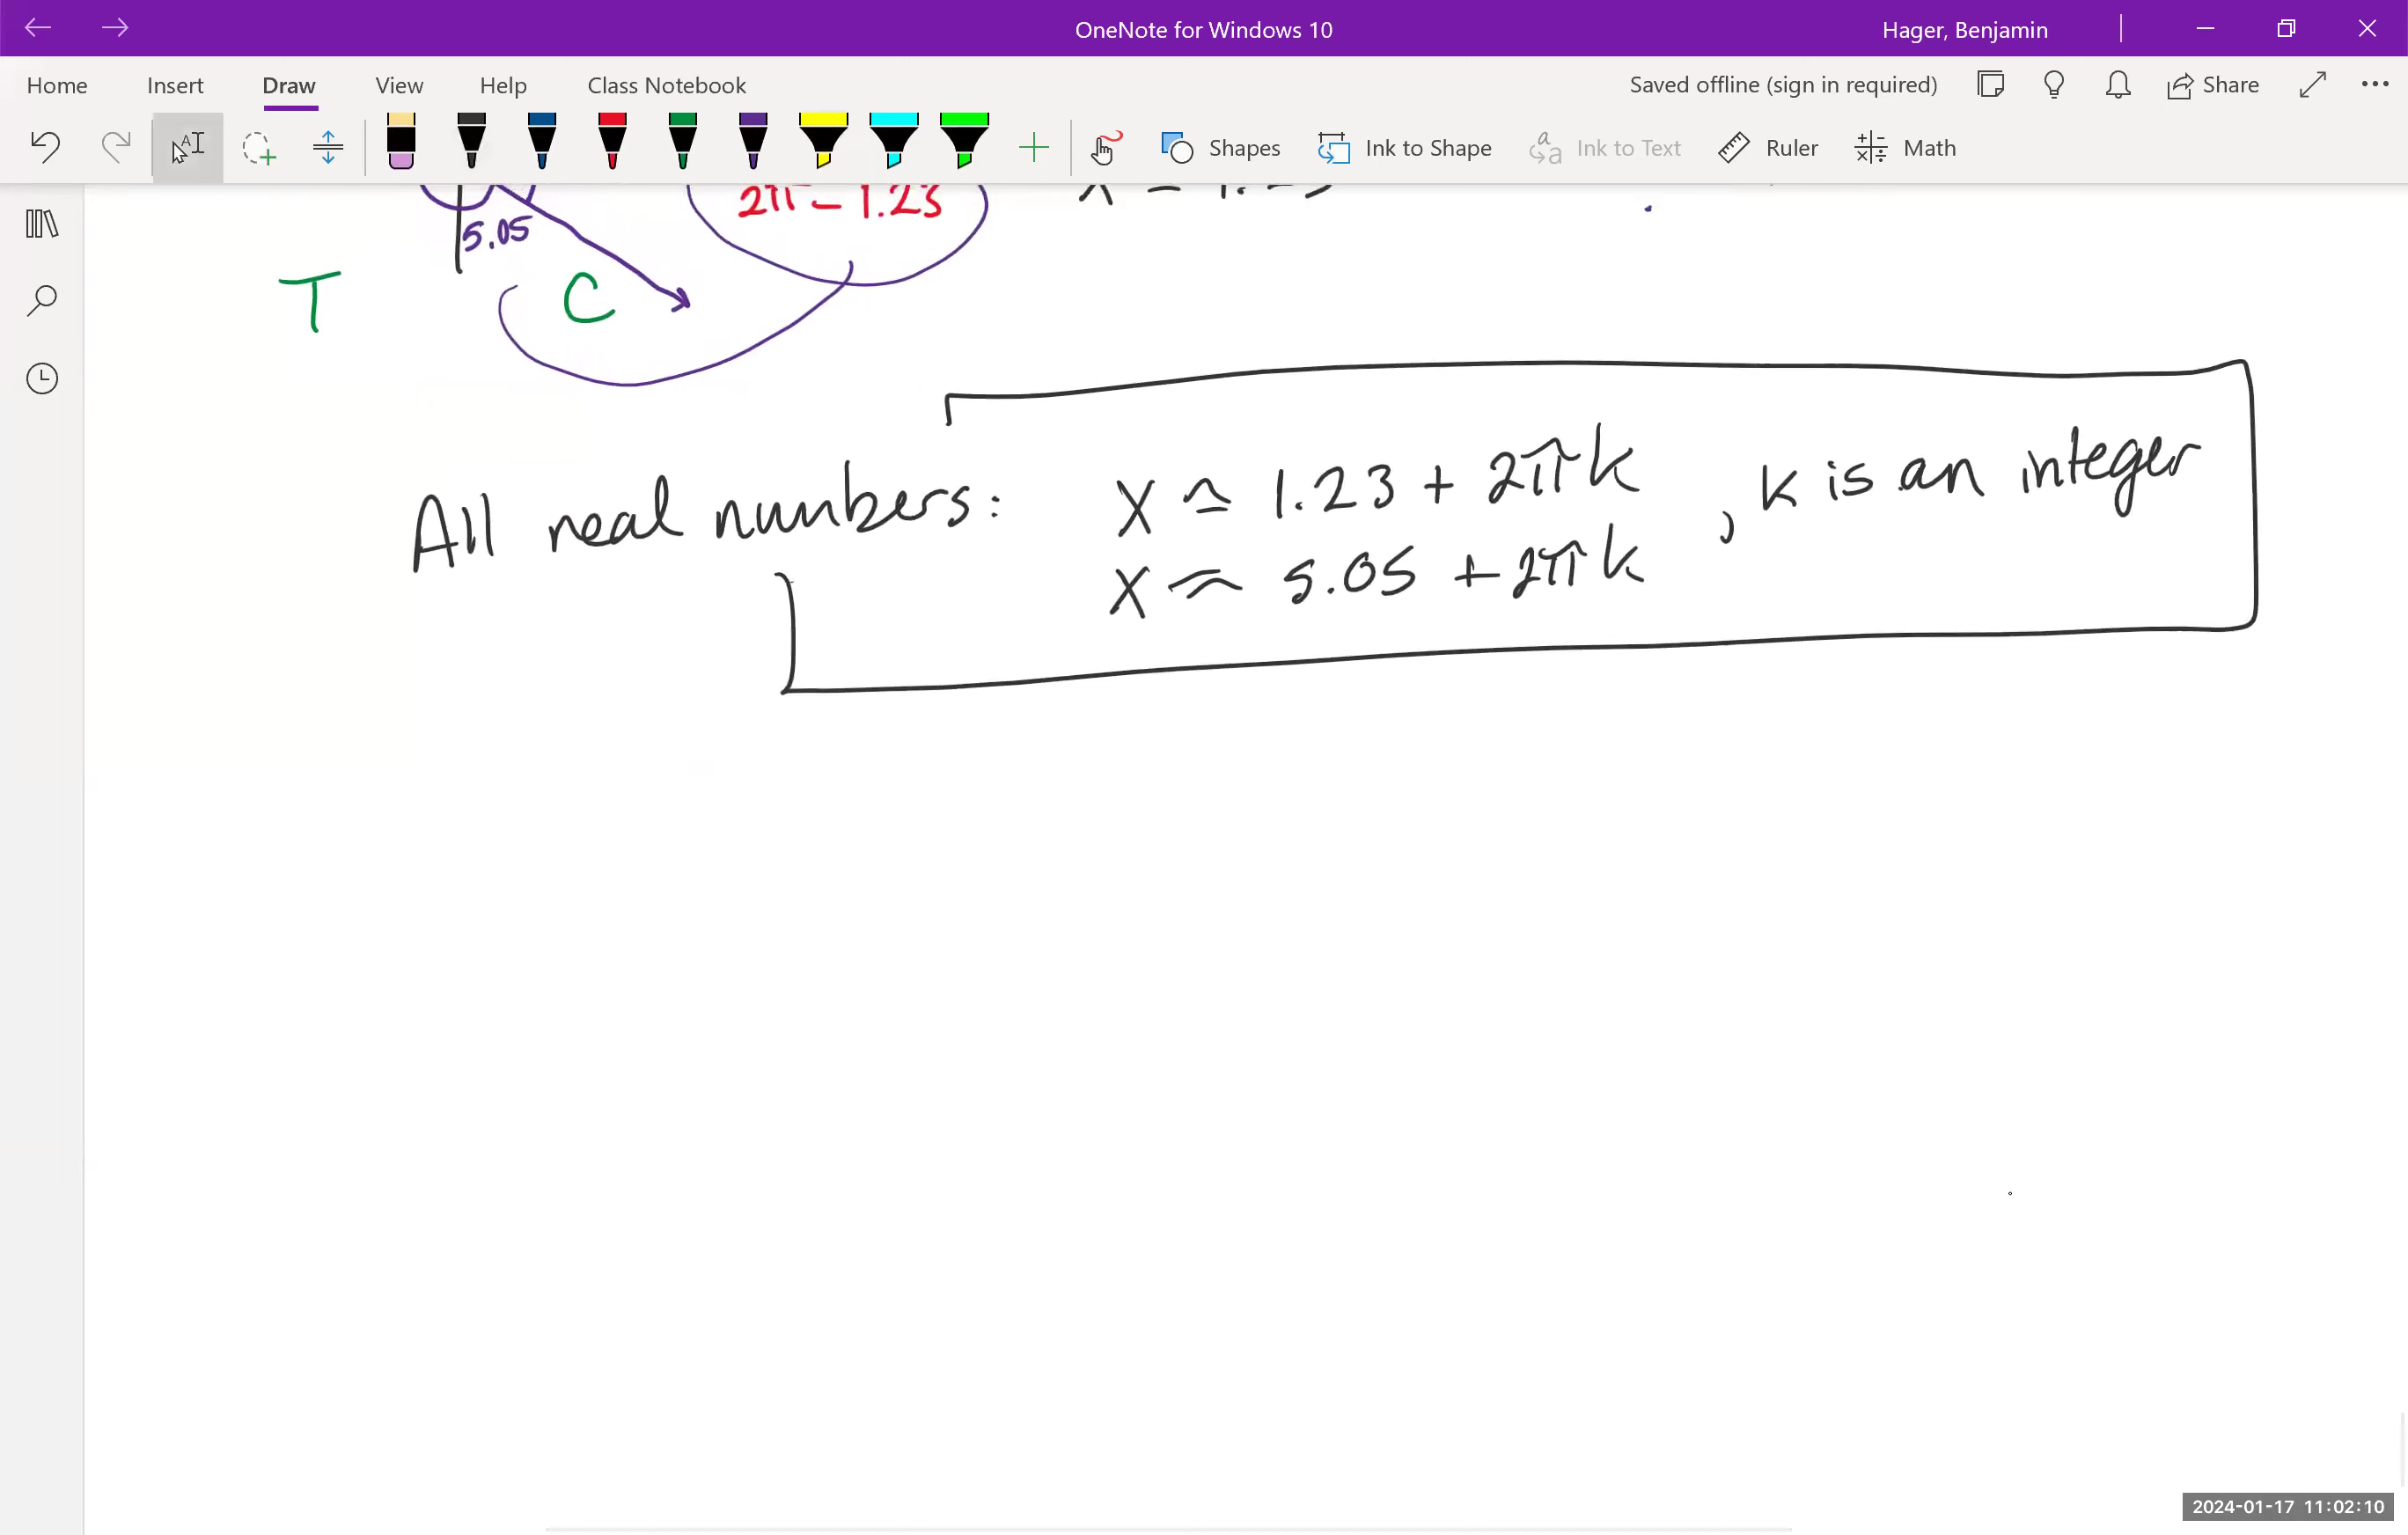 OneNote for Windows 10
Hager, Benjamin
Home Insert Draw View Help Class Notebook
Saved offline (sign in required) Share
Shapes Ink to Shape Ink to Text Ruler Math
2π - 1.23
5.05
T
C
All real numbers: x ≈ 1.23 + 2πk , k is an integer
x ≈ 5.05 + 2πk
2024-01-17 11:02:10